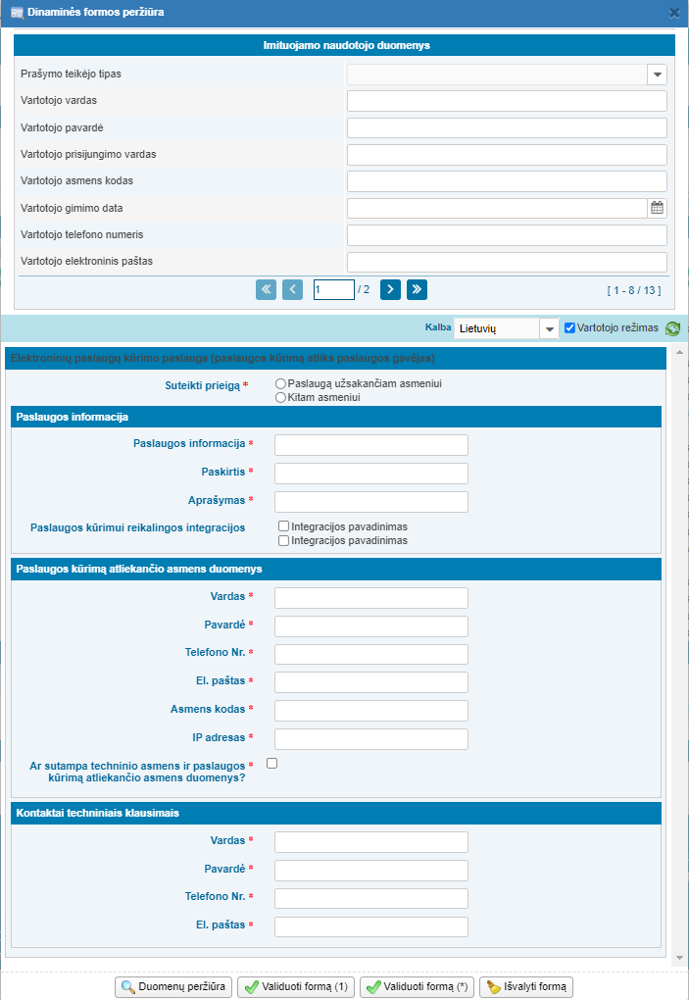 Dinaminės formos peržiūra
Imituojamo naudotojo duomenys
Prašymo teikėjo tipas
Vartotojo vardas
Vartotojo pavardė
Vartotojo prisijungimo vardas
Vartotojo asmens kodas
Vartotojo gimimo data
Vartotojo telefono numeris
Vartotojo elektroninis paštas
1 / 2 [ 1 - 8 / 13 ]
Kalba Lietuvių Vartotojo režimas
Elektroninių paslaugų kūrimo paslauga (paslaugos kūrimą atliks paslaugos gavėjas)
Suteikti prieigą * Paslaugą užsakančiam asmeniui
Kitam asmeniui
Paslaugos informacija
Paslaugos informacija *
Paskirtis *
Aprašymas *
Paslaugos kūrimui reikalingos integracijos Integracijos pavadinimas
Integracijos pavadinimas
Paslaugos kūrimą atliekančio asmens duomenys
Vardas *
Pavardė *
Telefono Nr. *
El. paštas *
Asmens kodas *
IP adresas *
Ar sutampa techninio asmens ir paslaugos *
kūrimą atliekančio asmens duomenys?
Kontaktai techniniais klausimais
Vardas *
Pavardė *
Telefono Nr. *
El. paštas *
Duomenų peržiūra Validuoti formą (1) Validuoti formą (*) Išvalyti formą